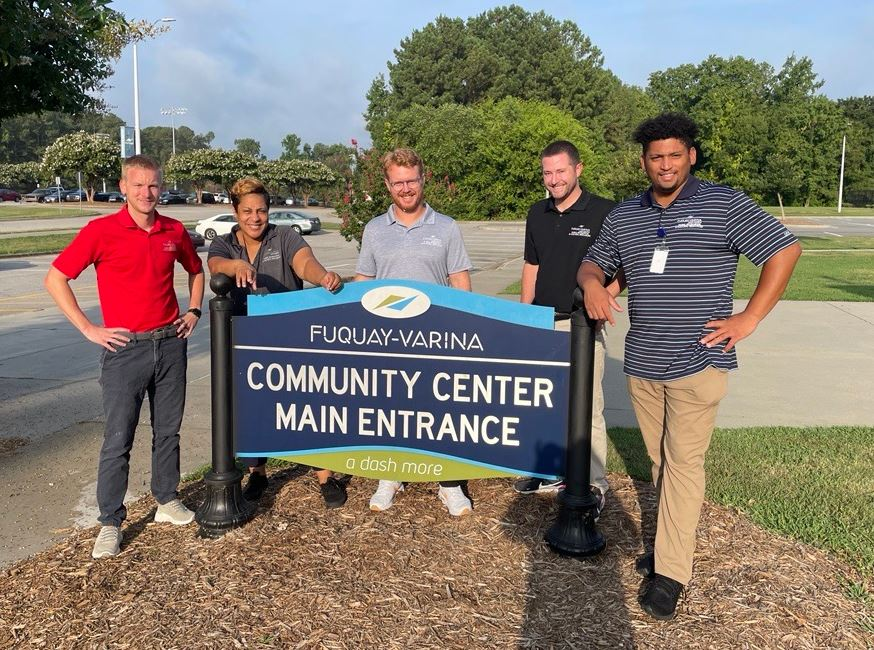 FUQUAY-VARINA
COMMUNITY CENTER
MAIN ENTRANCE
a dash more